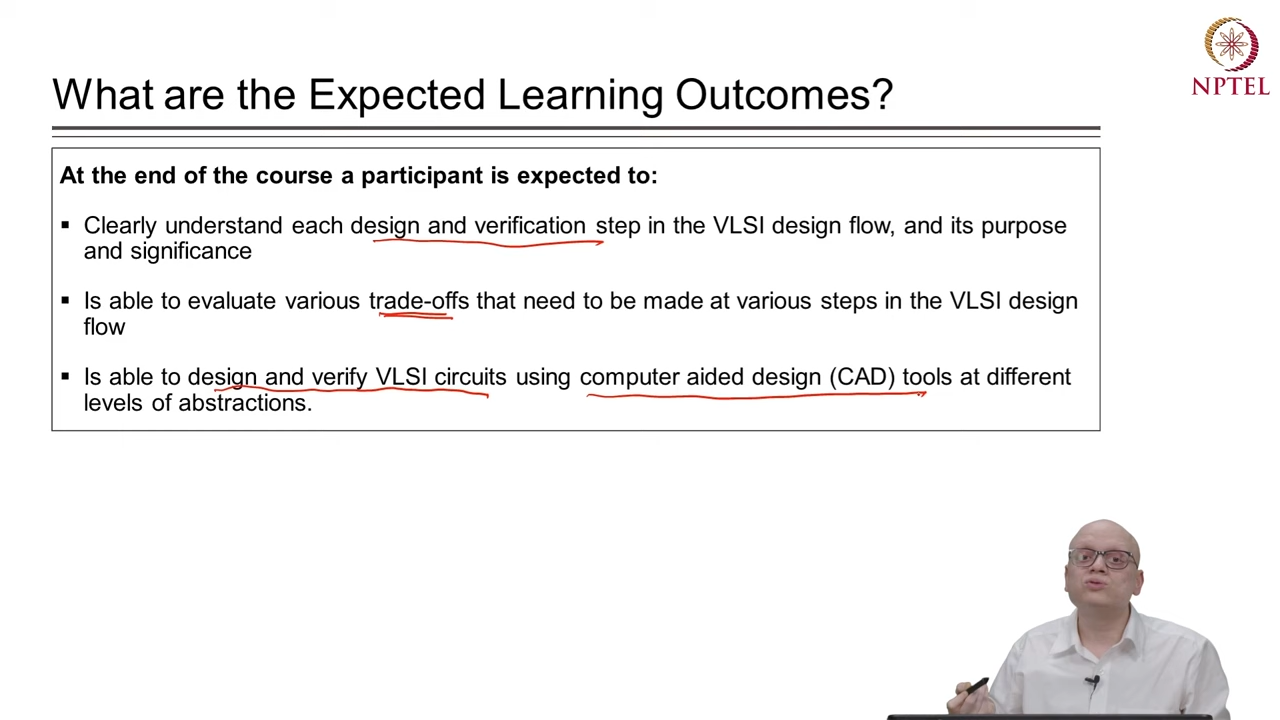 NPTEL
What are the Expected Learning Outcomes?
At the end of the course a participant is expected to:
▪ Clearly understand each design and verification step in the VLSI design flow, and its purpose
and significance
▪ Is able to evaluate various trade-offs that need to be made at various steps in the VLSI design
flow
▪ Is able to design and verify VLSI circuits using computer aided design (CAD) tools at different
levels of abstractions.